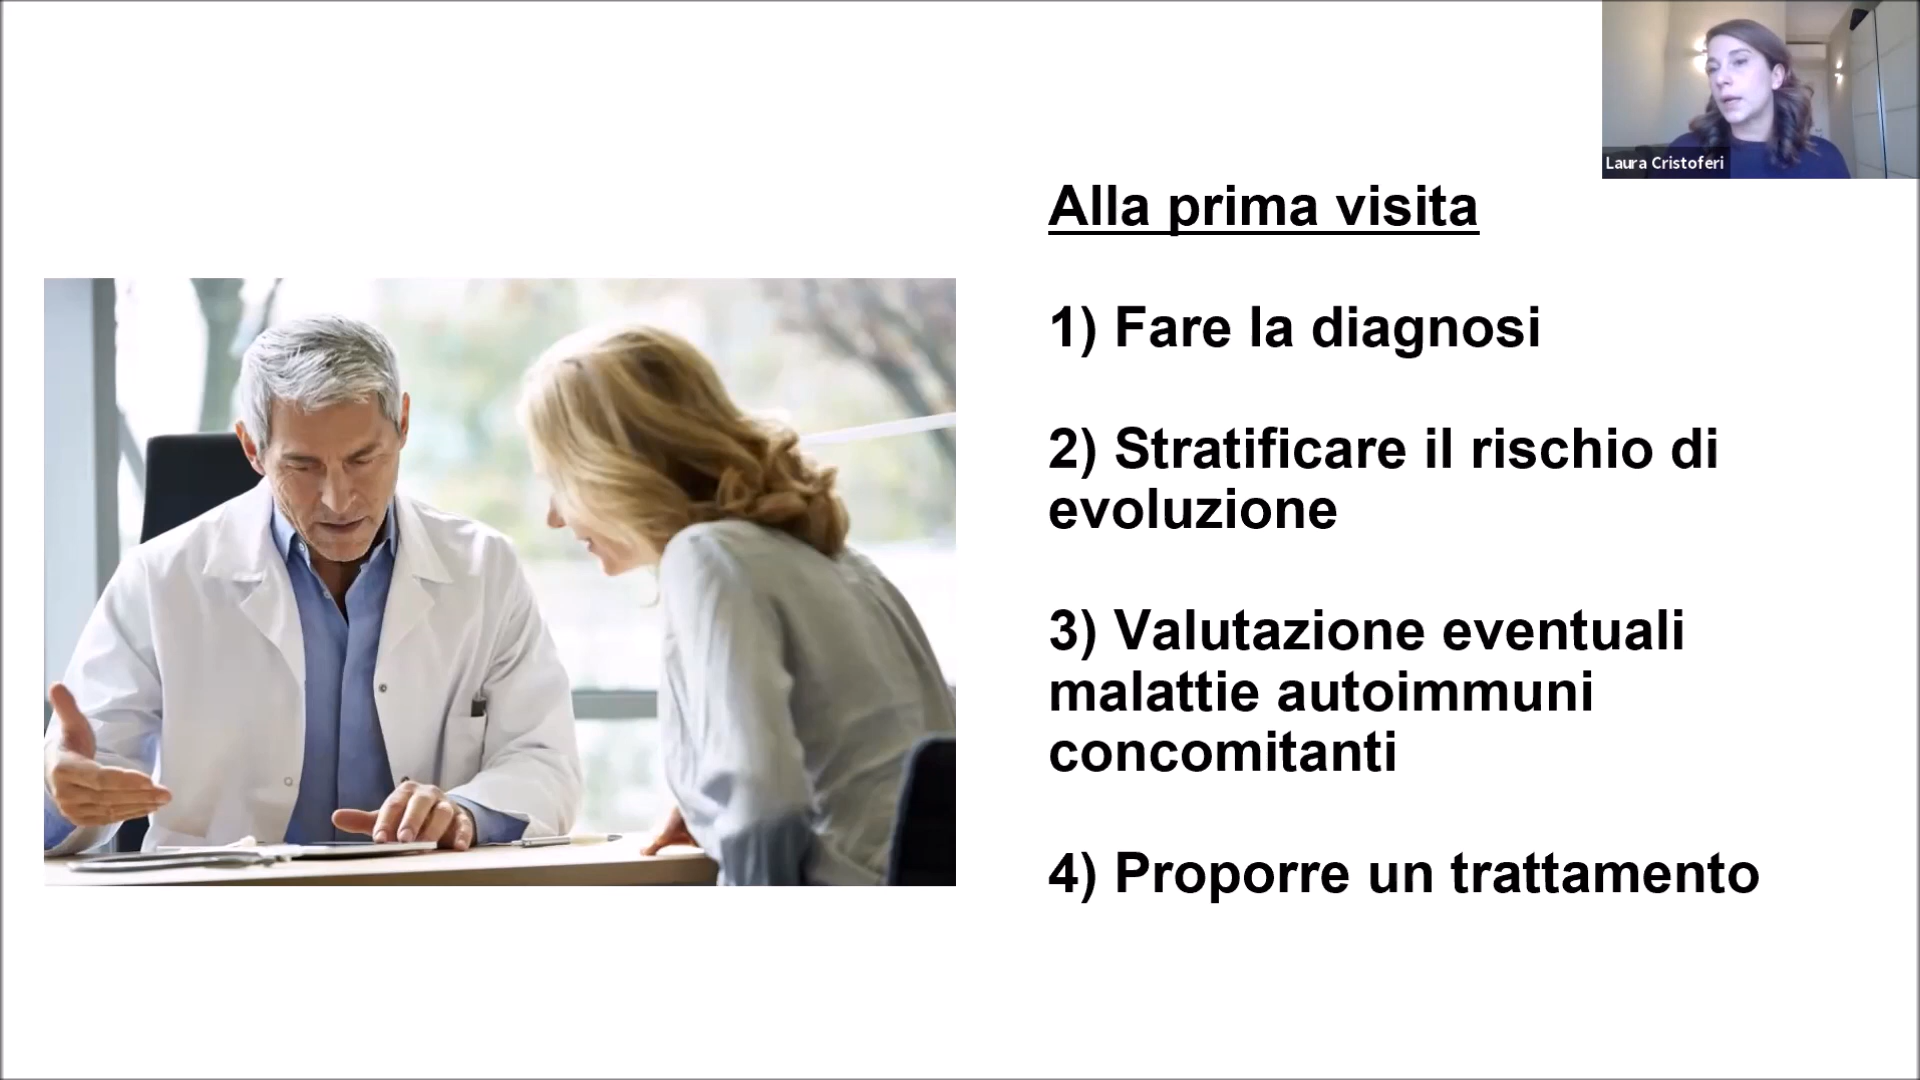 Laura Cristoferi
Alla prima visita
1) Fare la diagnosi
2) Stratificare il rischio di
evoluzione
3) Valutazione eventuali
malattie autoimmuni
concomitanti
4) Proporre un trattamento